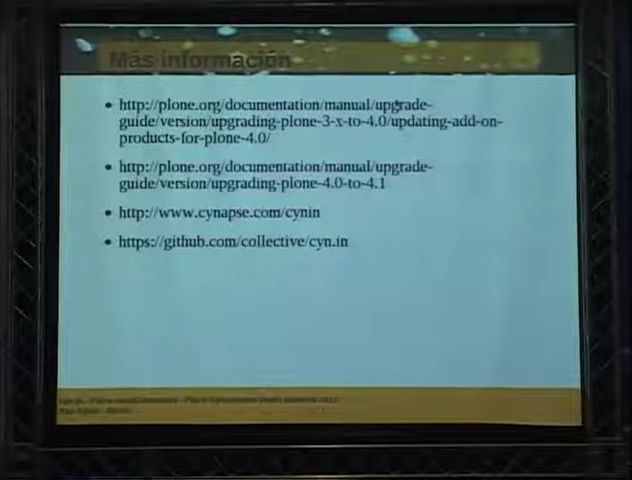 Más información
• http://plone.org/documentation/manual/upgrade-
guide/version/upgrading-plone-3-x-to-4.0/updating-add-on-
products-for-plone-4.0/
• http://plone.org/documentation/manual/upgrade-
guide/version/upgrading-plone-4.0-to-4.1
• http://www.cynapse.com/cynin
• https://github.com/collective/cyn.in